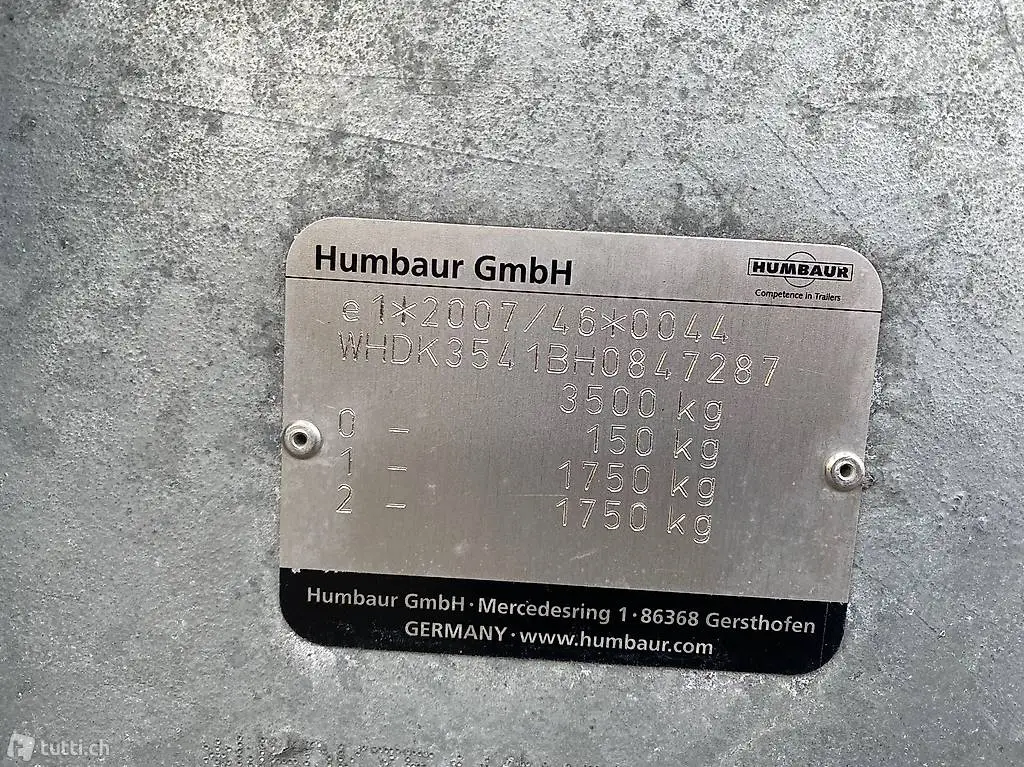 Humbaur GmbH
HUMBAUR
Competence in Trailers
e1*2007/46*0044
WHDK3541BH0847287
3500 kg
0 - 150 kg
1 - 1750 kg
2 - 1750 kg
Humbaur GmbH · Mercedesring 1 · 86368 Gersthofen
GERMANY · www.humbaur.com
tutti.ch